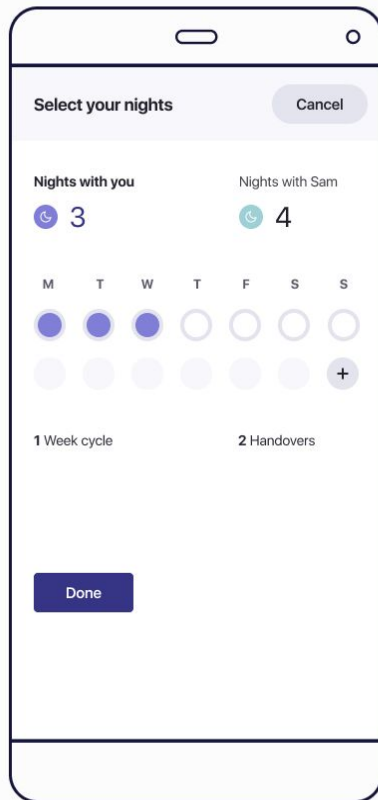 Select your nights Cancel
Nights with you Nights with Sam
3 4
M T W T F S S
+
1 Week cycle 2 Handovers
Done